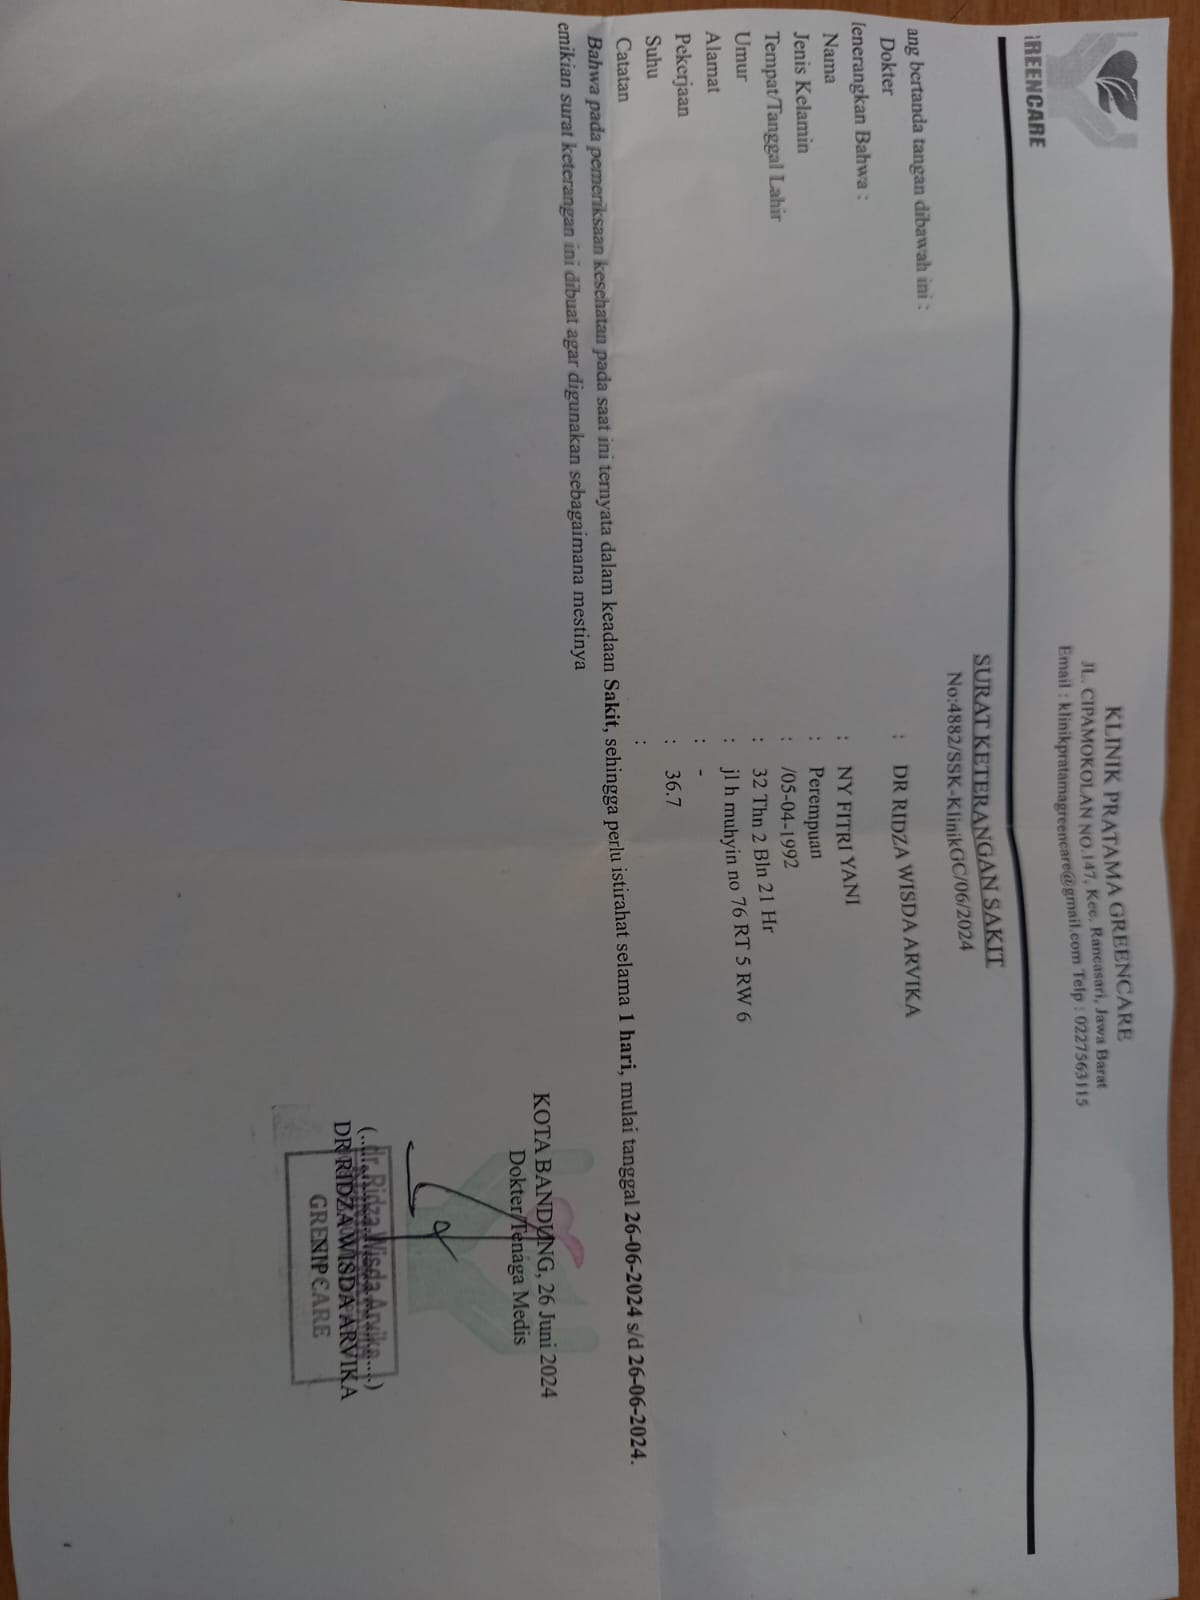 REENCARE
KLINIK PRATAMA GREENCARE
JL. CIPAMOKOLAN NO.147, Kec. Rancasari, Jawa Barat
Email : klinikpratamagreencare@gmail.com Telp : 0227563115
SURAT KETERANGAN SAKIT
No:4882/SSK-KlinikGC/06/2024
ang bertanda tangan dibawah ini :
Dokter : DR RIDZA WISDA ARVIKA
enerangkan Bahwa :
Nama : NY FITRI YANI
Jenis Kelamin : Perempuan
Tempat/Tanggal Lahir : /05-04-1992
Umur : 32 Thn 2 Bln 21 Hr
Alamat : jl h muhyin no 76 RT 5 RW 6
Pekerjaan : -
Suhu : 36.7
Catatan :
Bahwa pada pemeriksaan kesehatan pada saat ini ternyata dalam keadaan Sakit, sehingga perlu istirahat selama 1 hari, mulai tanggal 26-06-2024 s/d 26-06-2024.
emikian surat keterangan ini dibuat agar digunakan sebagaimana mestinya
KOTA BANDUNG, 26 Juni 2024
Dokter/Tenaga Medis
dr. Ridza Wisda Arvika
DR RIDZA WISDA ARVIKA